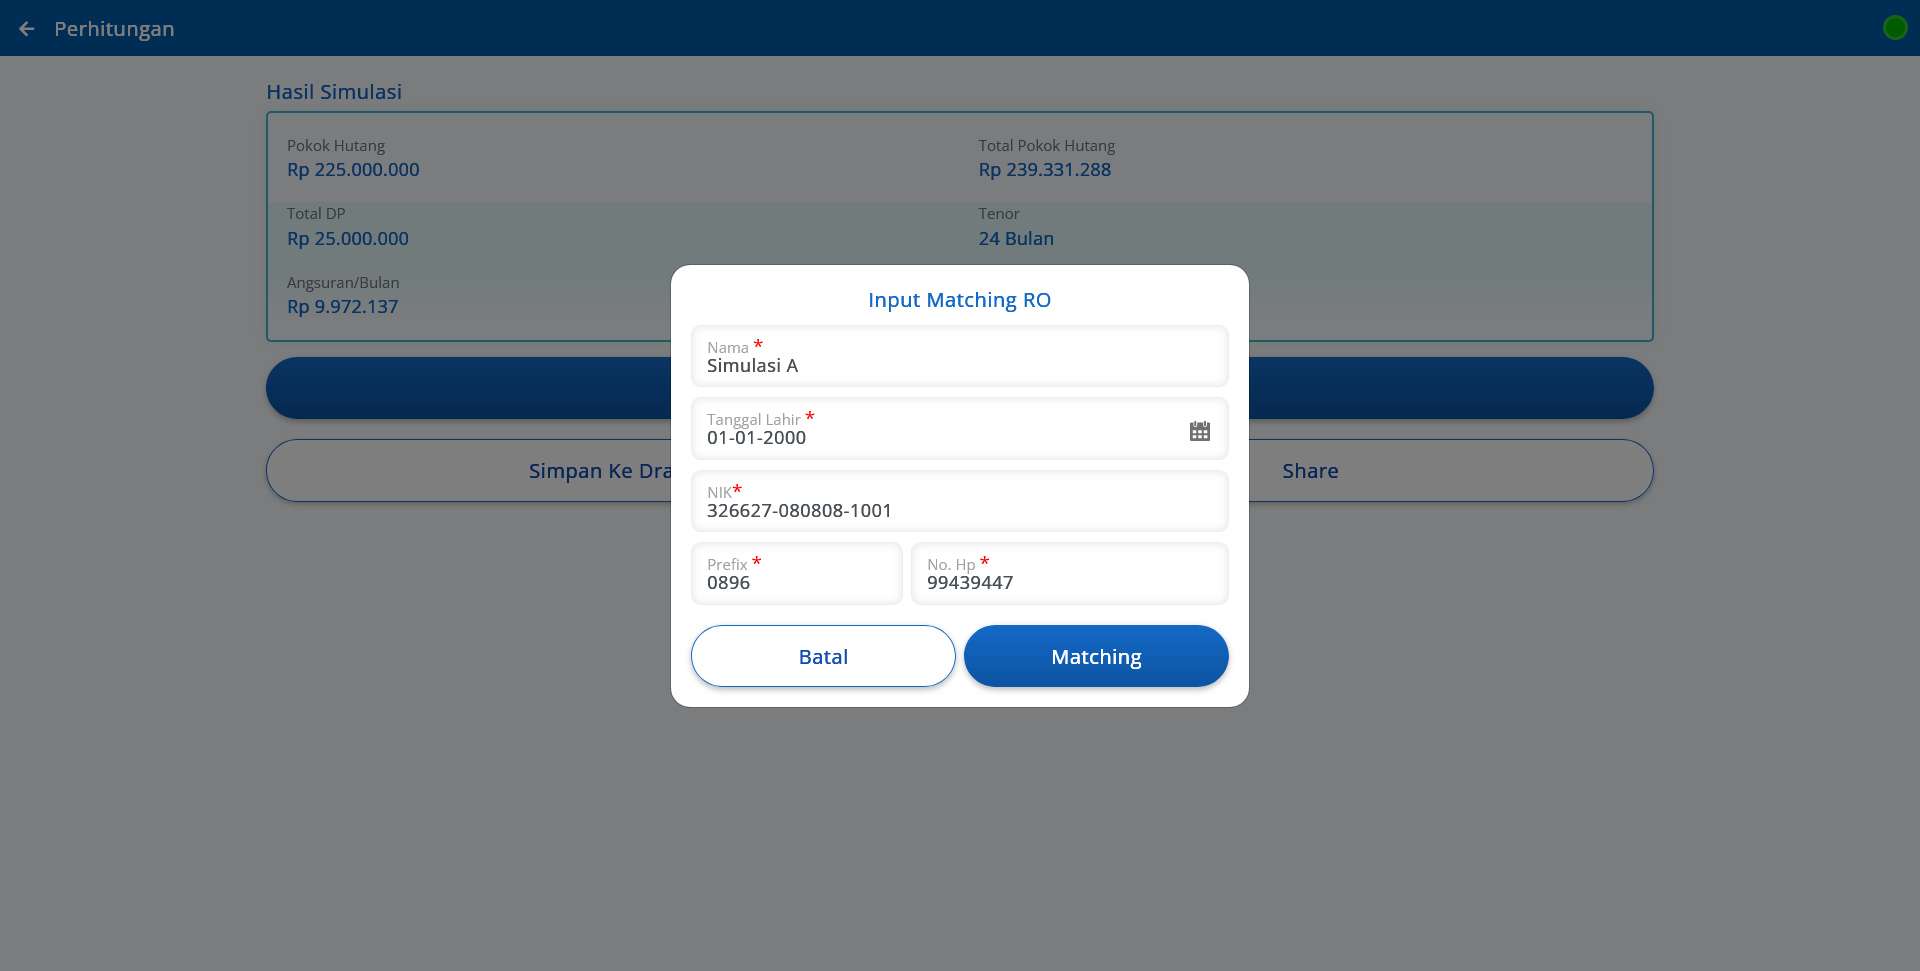 Perhitungan
Hasil Simulasi
Pokok Hutang
Rp 225.000.000
Total Pokok Hutang
Rp 239.331.288
Total DP
Rp 25.000.000
Tenor
24 Bulan
Angsuran/Bulan
Rp 9.972.137
Simpan Ke Dra
Share
Input Matching RO
Nama *
Simulasi A
Tanggal Lahir *
01-01-2000
NIK*
326627-080808-1001
Prefix *
0896
No. Hp *
99439447
Batal
Matching